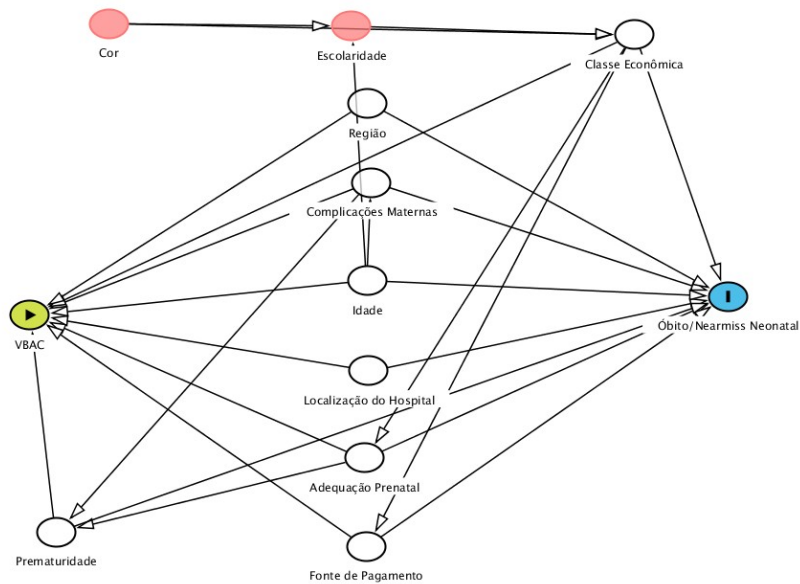 Cor
Escolaridade
Classe Econômica
Região
Complicações Maternas
Idade
VBAC
Óbito/Nearmiss Neonatal
Localização do Hospital
Adequação Prenatal
Prematuridade
Fonte de Pagamento